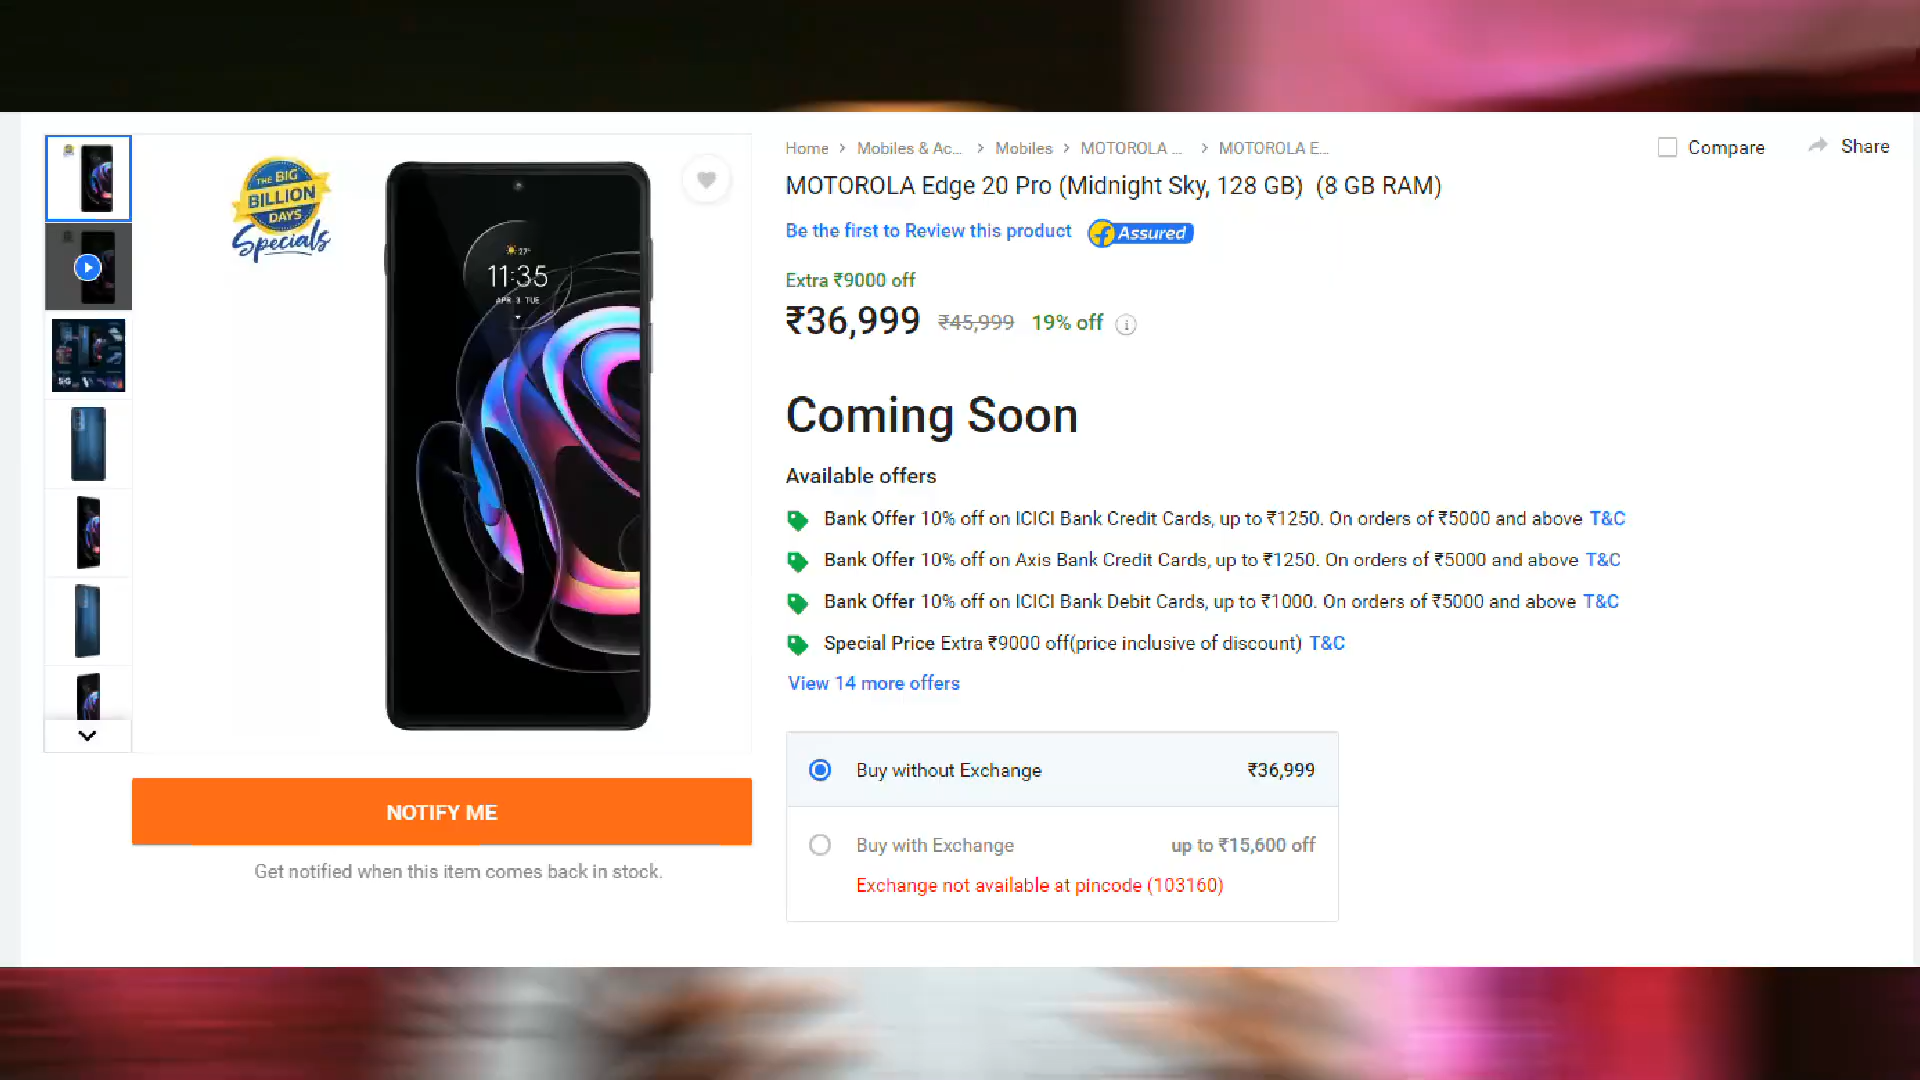 Home > Mobiles & Ac... > Mobiles > MOTOROLA ... > MOTOROLA E...
Compare
Share
THE BIG
BILLION
DAYS
Specials
27°
11:35
APR 3 TUE
MOTOROLA Edge 20 Pro (Midnight Sky, 128 GB) (8 GB RAM)
Be the first to Review this product
Assured
Extra ₹9000 off
₹36,999 ₹45,999 19% off
Coming Soon
Available offers
Bank Offer 10% off on ICICI Bank Credit Cards, up to ₹1250. On orders of ₹5000 and above T&C
Bank Offer 10% off on Axis Bank Credit Cards, up to ₹1250. On orders of ₹5000 and above T&C
Bank Offer 10% off on ICICI Bank Debit Cards, up to ₹1000. On orders of ₹5000 and above T&C
Special Price Extra ₹9000 off(price inclusive of discount) T&C
View 14 more offers
Buy without Exchange ₹36,999
Buy with Exchange up to ₹15,600 off
Exchange not available at pincode (103160)
NOTIFY ME
Get notified when this item comes back in stock.